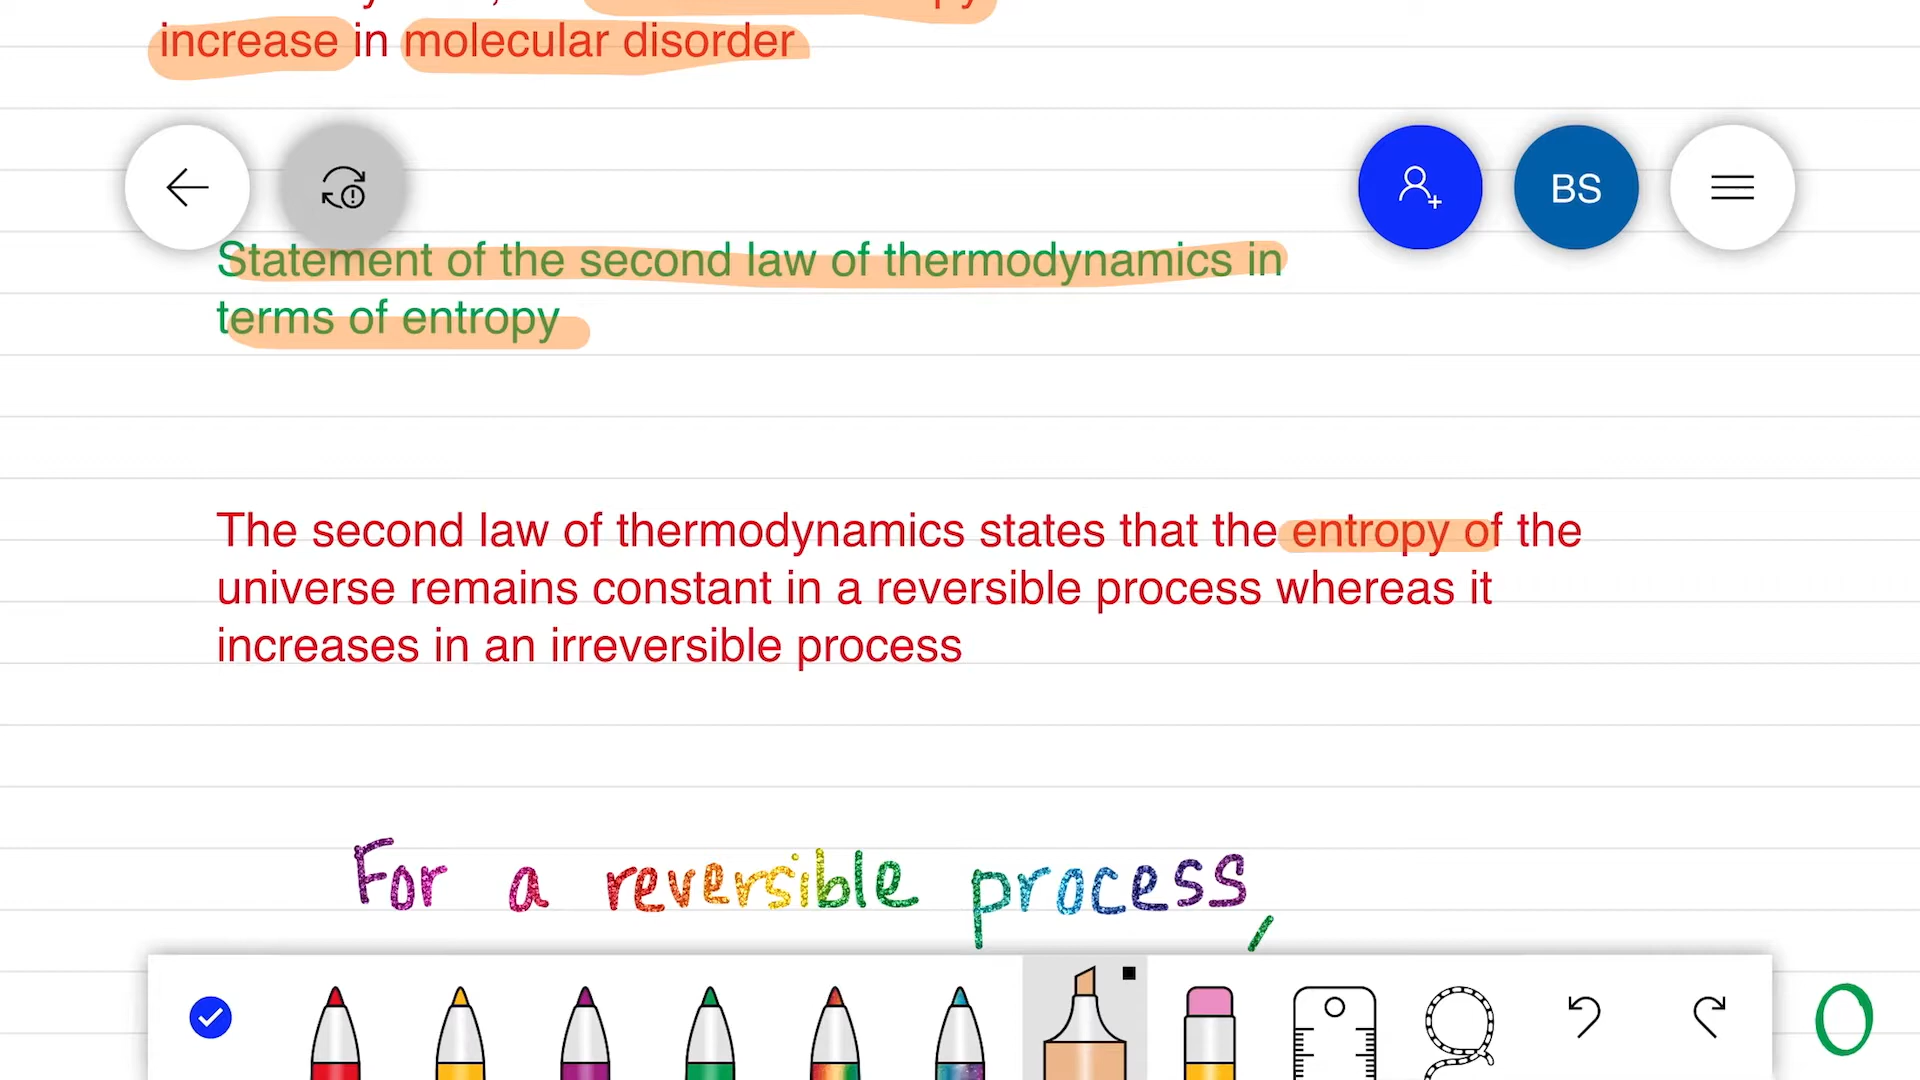 increase in molecular disorder
BS
Statement of the second law of thermodynamics in
terms of entropy
The second law of thermodynamics states that the entropy of the
universe remains constant in a reversible process whereas it
increases in an irreversible process
For a reversible process,